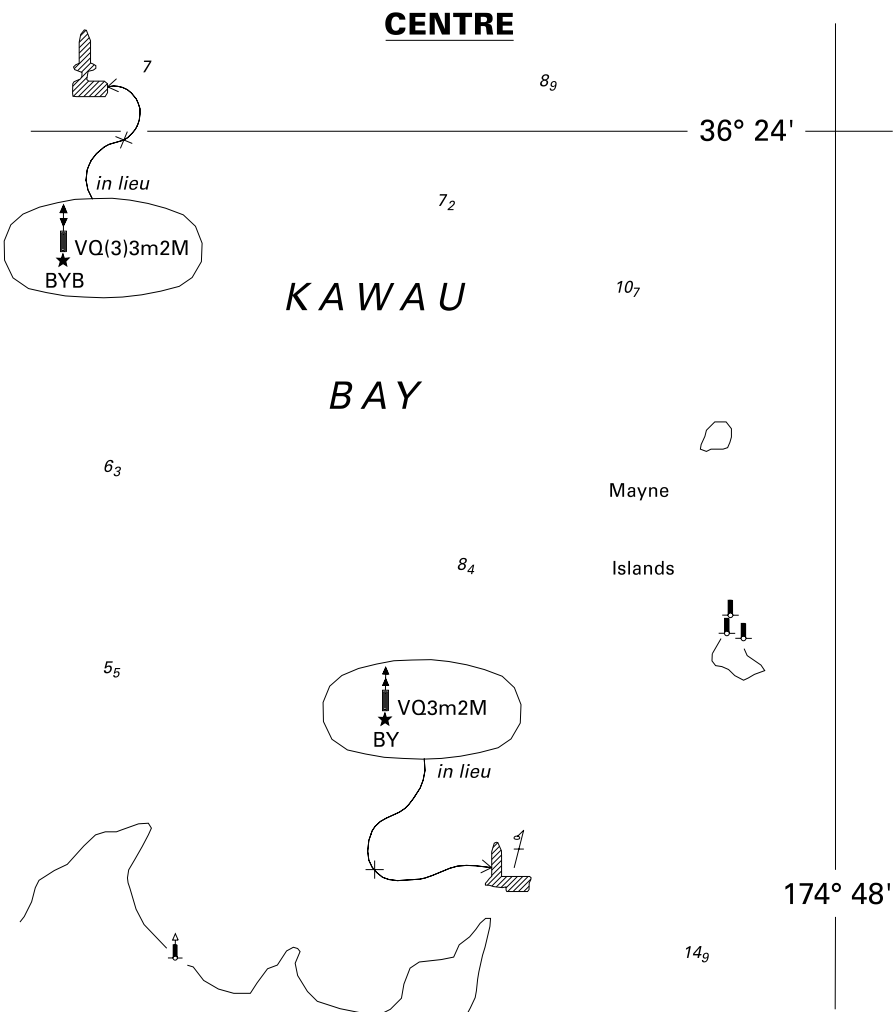 CENTRE
7
8₉
36° 24'
in lieu
7₂
VQ(3)3m2M
BYB
KAWAU
10₇
BAY
6₃
Mayne
8₄
Islands
5₅
VQ3m2M
BY
in lieu
174° 48'
14₉